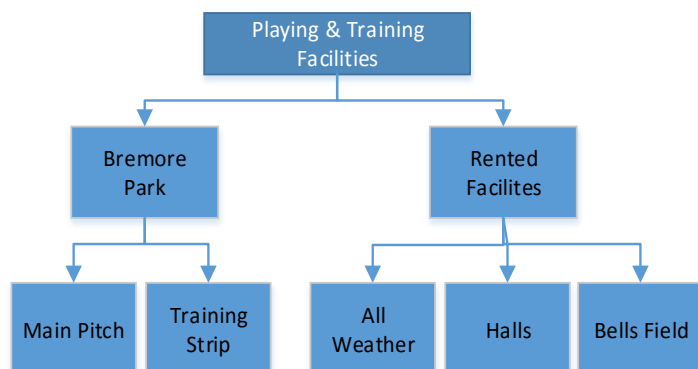 Playing & Training
Facilities
Bremore
Park
Rented
Facilites
Main Pitch
Training
Strip
All
Weather
Halls
Bells Field